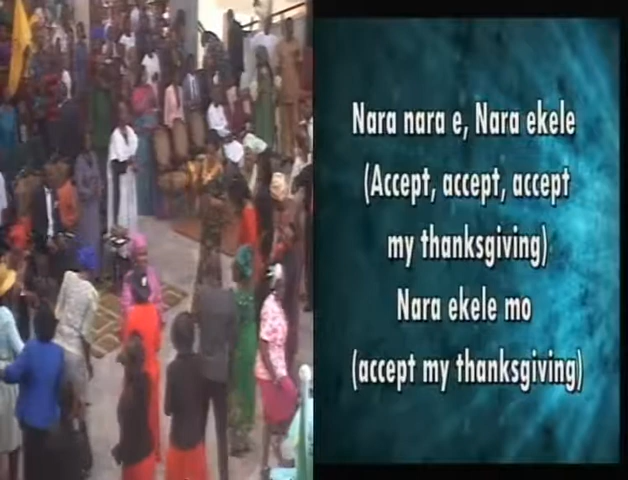 Nara nara e, Nara ekele
(Accept, accept, accept
my thanksgiving)
Nara ekele mo
(accept my thanksgiving)